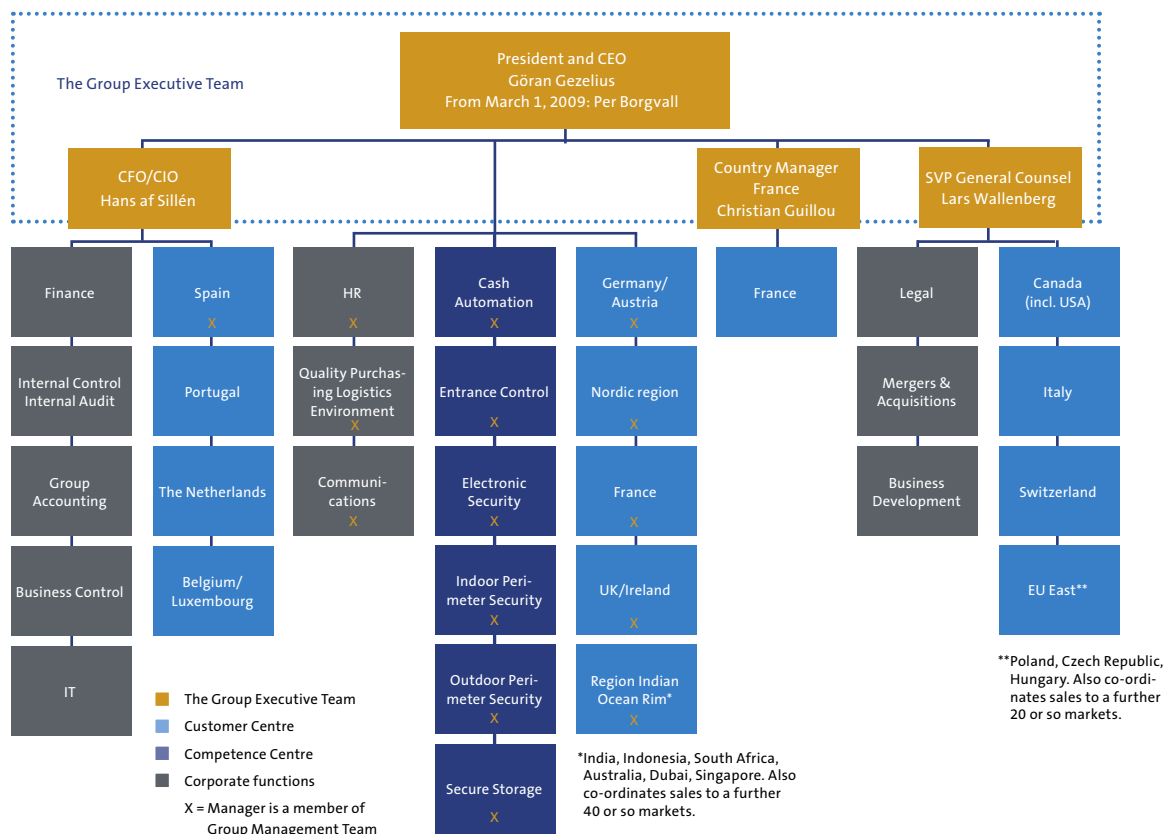 The Group Executive Team
President and CEO
Göran Gezelius
From March 1, 2009: Per Borgvall
CFO/CIO
Hans af Sillén
Country Manager
France
Christian Guillou
SVP General Counsel
Lars Wallenberg
Finance
Internal Control
Internal Audit
Group
Accounting
Business Control
IT
Spain
X
Portugal
The Netherlands
Belgium/
Luxembourg
HR
X
Quality Purchas-
ing Logistics
Environment
X
Communi-
cations
X
Cash
Automation
X
Entrance Control
X
Electronic
Security
X
Indoor Peri-
meter Security
X
Outdoor Peri-
meter Security
X
Secure Storage
X
Germany/
Austria
X
Nordic region
X
France
X
UK/Ireland
X
Region Indian
Ocean Rim*
X
*India, Indonesia, South Africa,
Australia, Dubai, Singapore. Also
co-ordinates sales to a further
40 or so markets.
France
Legal
Mergers &
Acquisitions
Business
Development
Canada
(incl. USA)
Italy
Switzerland
EU East**
**Poland, Czech Republic,
Hungary. Also co-ordi-
nates sales to a further
20 or so markets.
The Group Executive Team
Customer Centre
Competence Centre
Corporate functions
X = Manager is a member of
Group Management Team